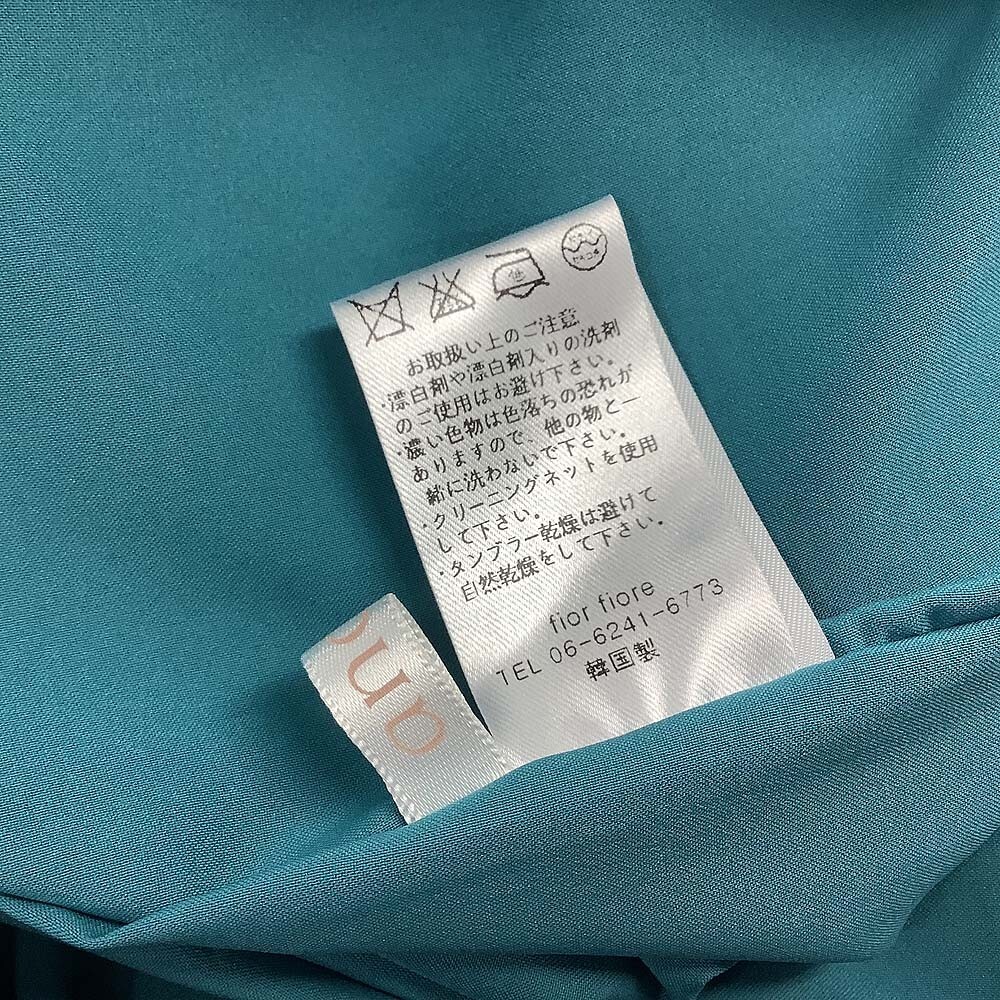 低
お取扱い上のご注意
・漂白剤や漂白剤入りの洗剤
のご使用はお避け下さい。
・濃い色物は色落ちの恐れが
ありますので、他の物と一
緒に洗わないで下さい。
・クリーニングネットを使用
して下さい。
・タンブラー乾燥は避けて
自然乾燥をして下さい。
fior fiore
TEL 06-6241-6773
韓国製